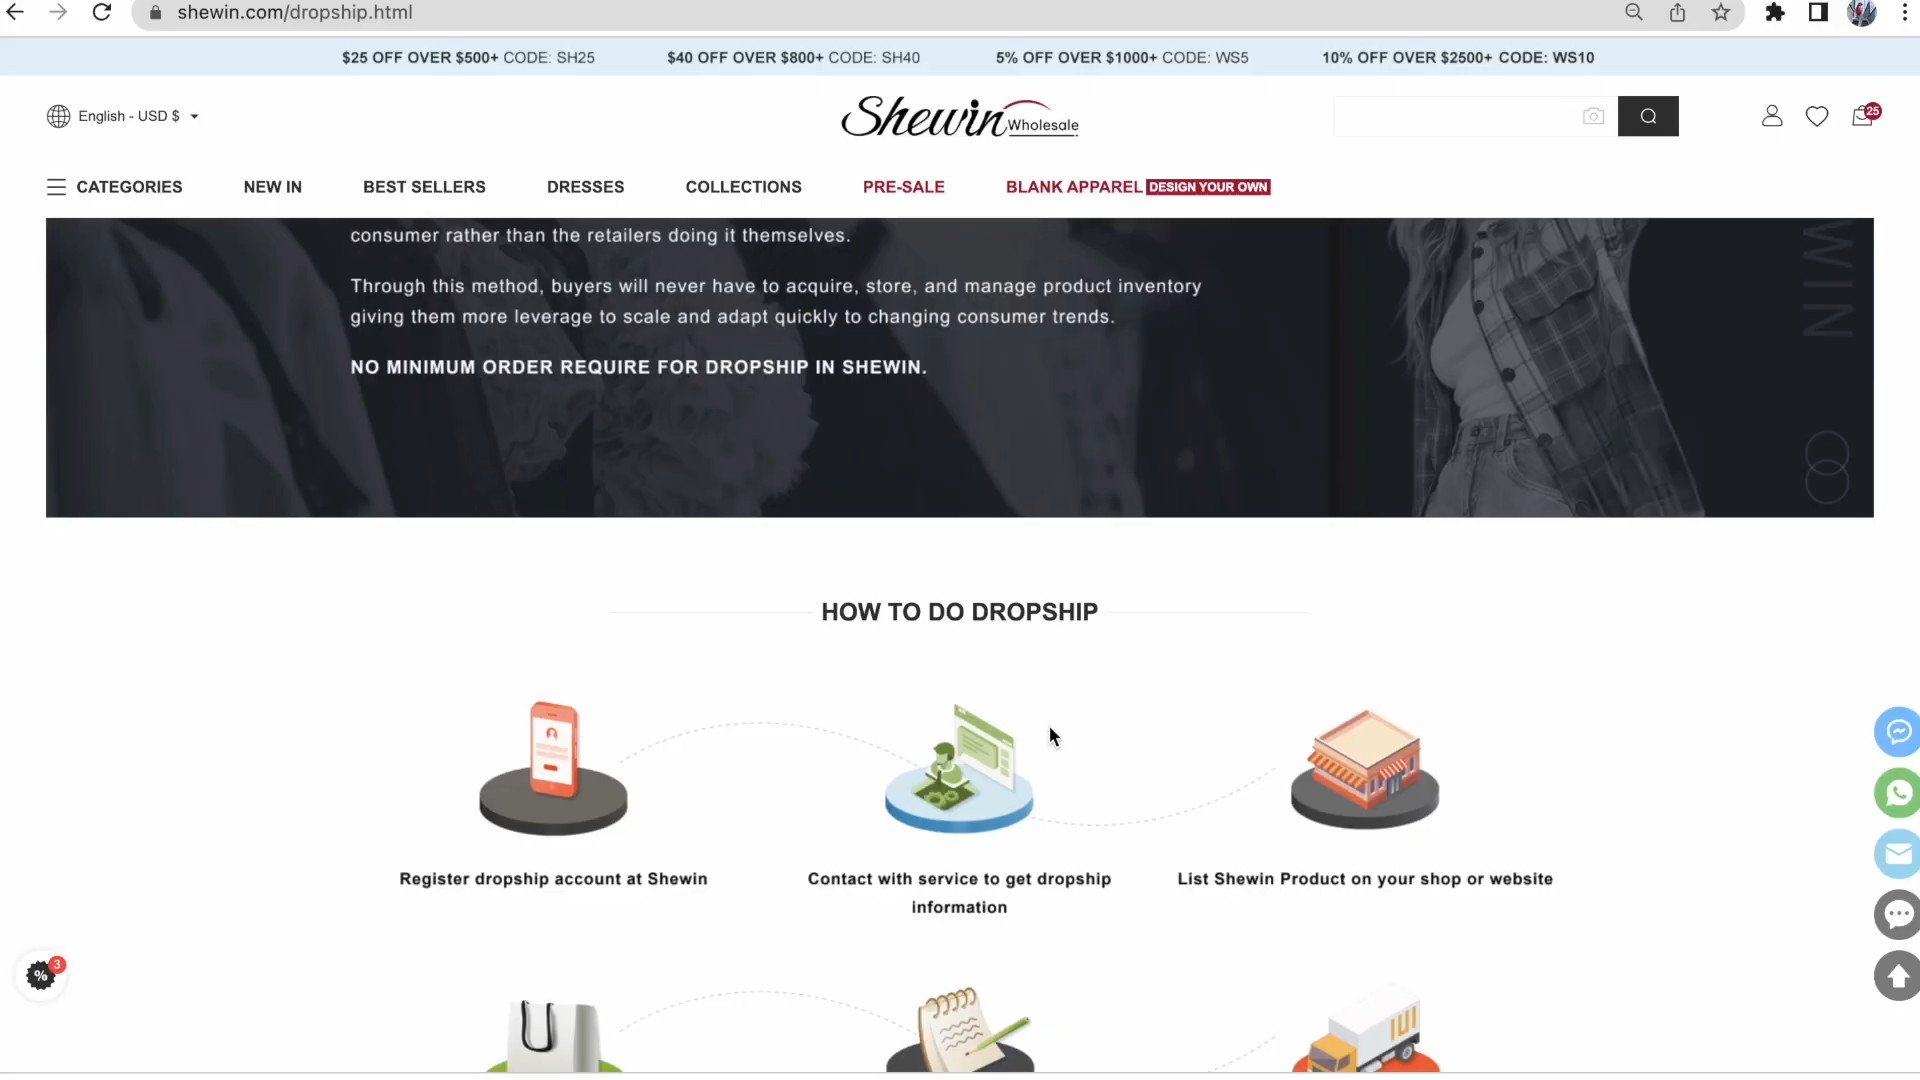 shewin.com/dropship.html
$25 OFF OVER $500+ CODE: SH25
$40 OFF OVER $800+ CODE: SH40
5% OFF OVER $1000+ CODE: WS5
10% OFF OVER $2500+ CODE: WS10
English - USD $
Shewin Wholesale
25
CATEGORIES
NEW IN
BEST SELLERS
DRESSES
COLLECTIONS
PRE-SALE
BLANK APPAREL DESIGN YOUR OWN
consumer rather than the retailers doing it themselves.
Through this method, buyers will never have to acquire, store, and manage product inventory
giving them more leverage to scale and adapt quickly to changing consumer trends.
NO MINIMUM ORDER REQUIRE FOR DROPSHIP IN SHEWIN.
WIN
HOW TO DO DROPSHIP
Register dropship account at Shewin
Contact with service to get dropship
information
List Shewin Product on your shop or website
%
3